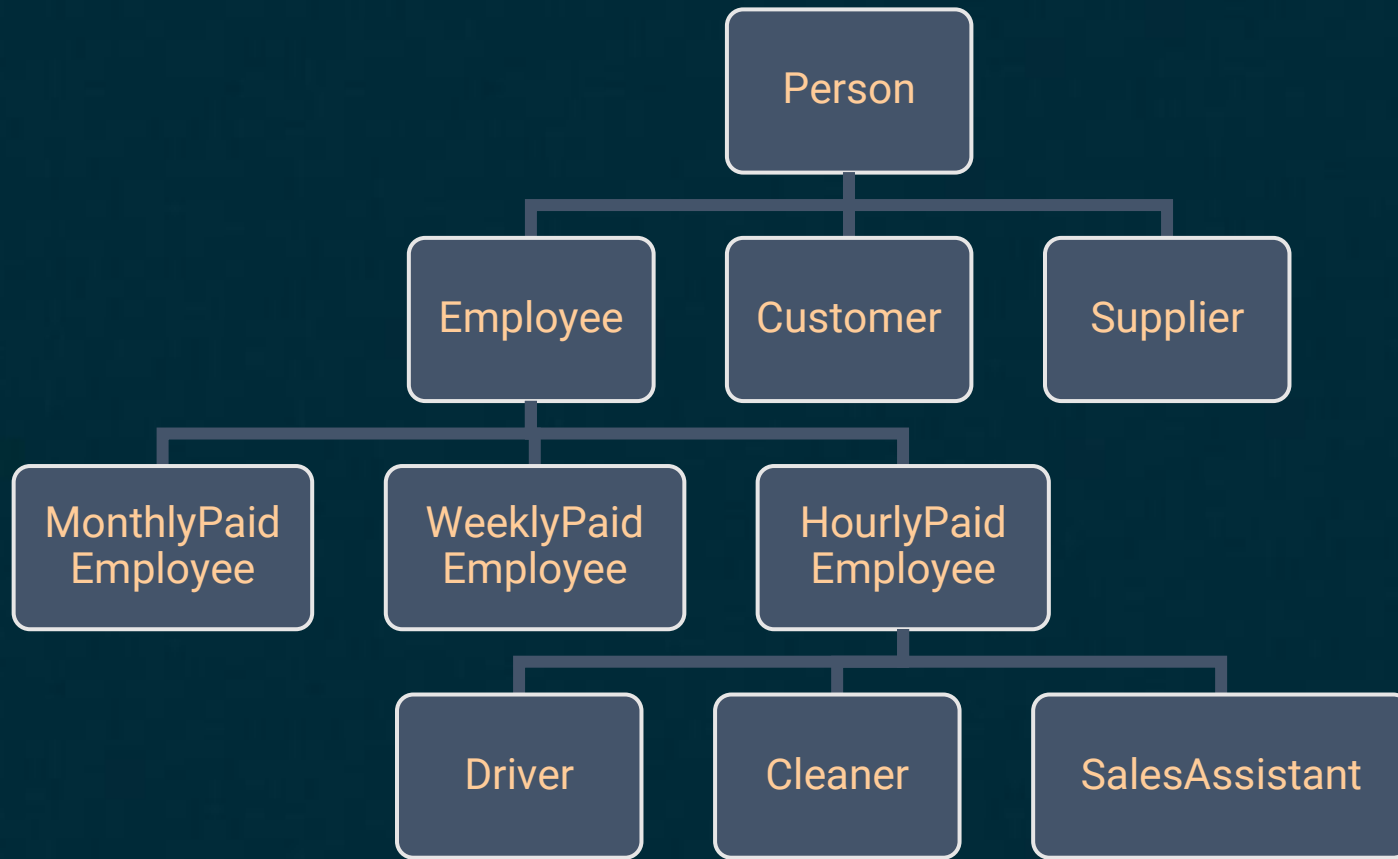 Person
Employee
Customer
Supplier
MonthlyPaid
Employee
WeeklyPaid
Employee
HourlyPaid
Employee
Driver
Cleaner
SalesAssistant